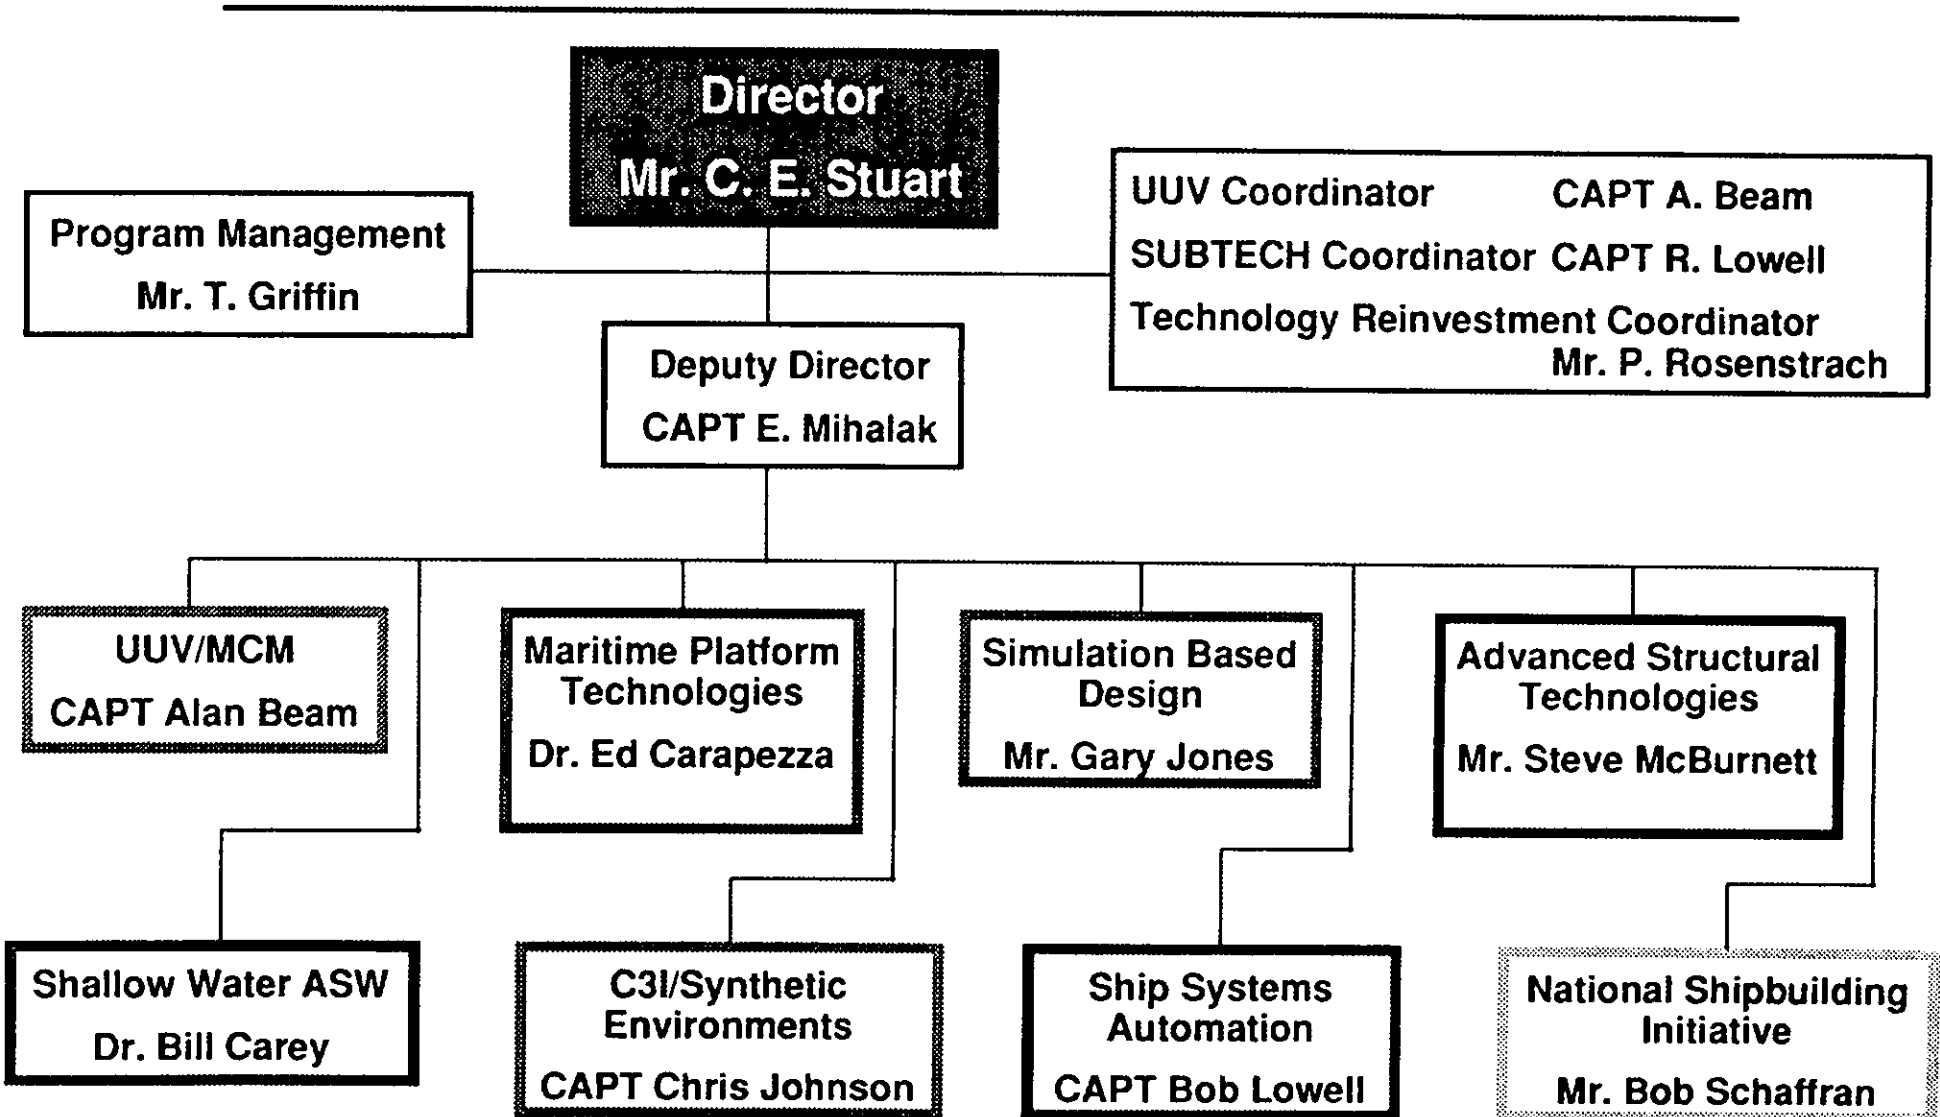 Director
Mr. C. E. Stuart
Program Management
Mr. T. Griffin
UUV Coordinator CAPT A. Beam
SUBTECH Coordinator CAPT R. Lowell
Technology Reinvestment Coordinator
Mr. P. Rosenstrach
Deputy Director
CAPT E. Mihalak
UUV/MCM
CAPT Alan Beam
Maritime Platform
Technologies
Dr. Ed Carapezza
Simulation Based
Design
Mr. Gary Jones
Advanced Structural
Technologies
Mr. Steve McBurnett
Shallow Water ASW
Dr. Bill Carey
C3I/Synthetic
Environments
CAPT Chris Johnson
Ship Systems
Automation
CAPT Bob Lowell
National Shipbuilding
Initiative
Mr. Bob Schaffran